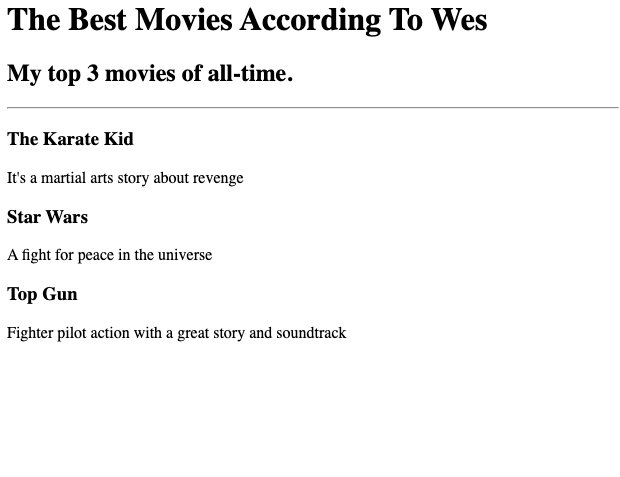 The Best Movies According To Wes
My top 3 movies of all-time.
The Karate Kid
It's a martial arts story about revenge
Star Wars
A fight for peace in the universe
Top Gun
Fighter pilot action with a great story and soundtrack